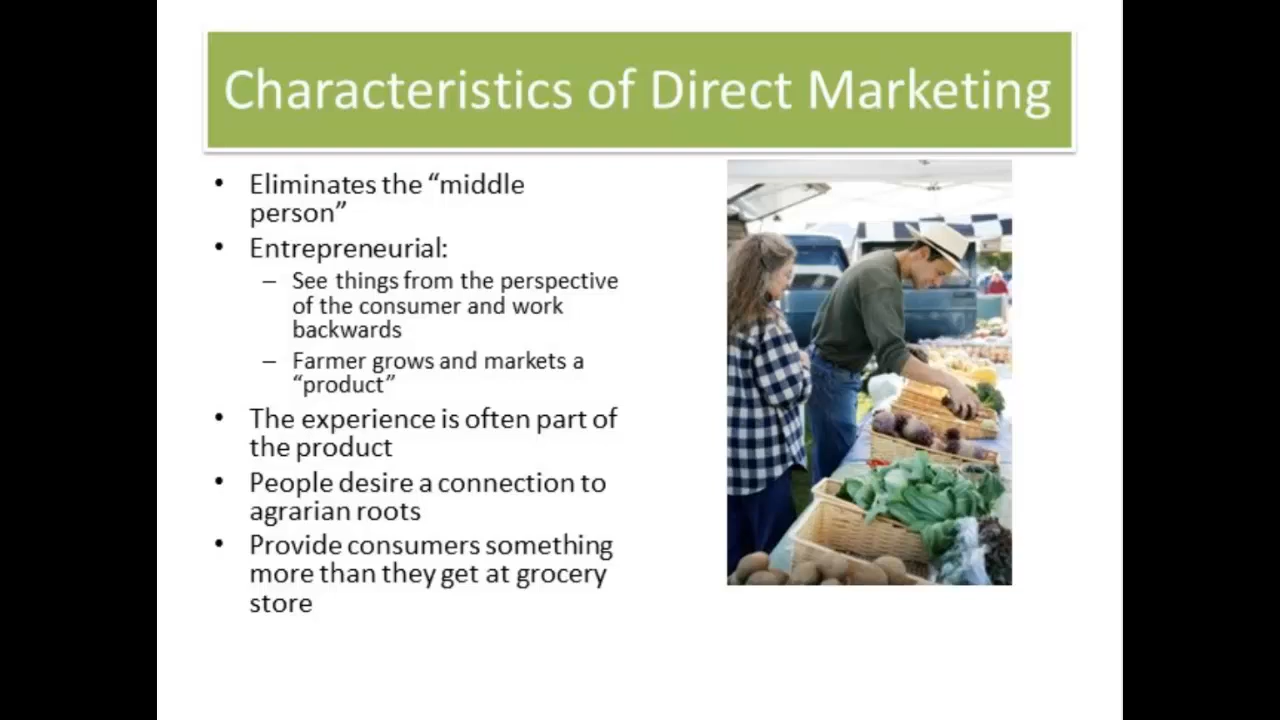 Characteristics of Direct Marketing
• Eliminates the “middle
person”
• Entrepreneurial:
– See things from the perspective
of the consumer and work
backwards
– Farmer grows and markets a
“product”
• The experience is often part of
the product
• People desire a connection to
agrarian roots
• Provide consumers something
more than they get at grocery
store